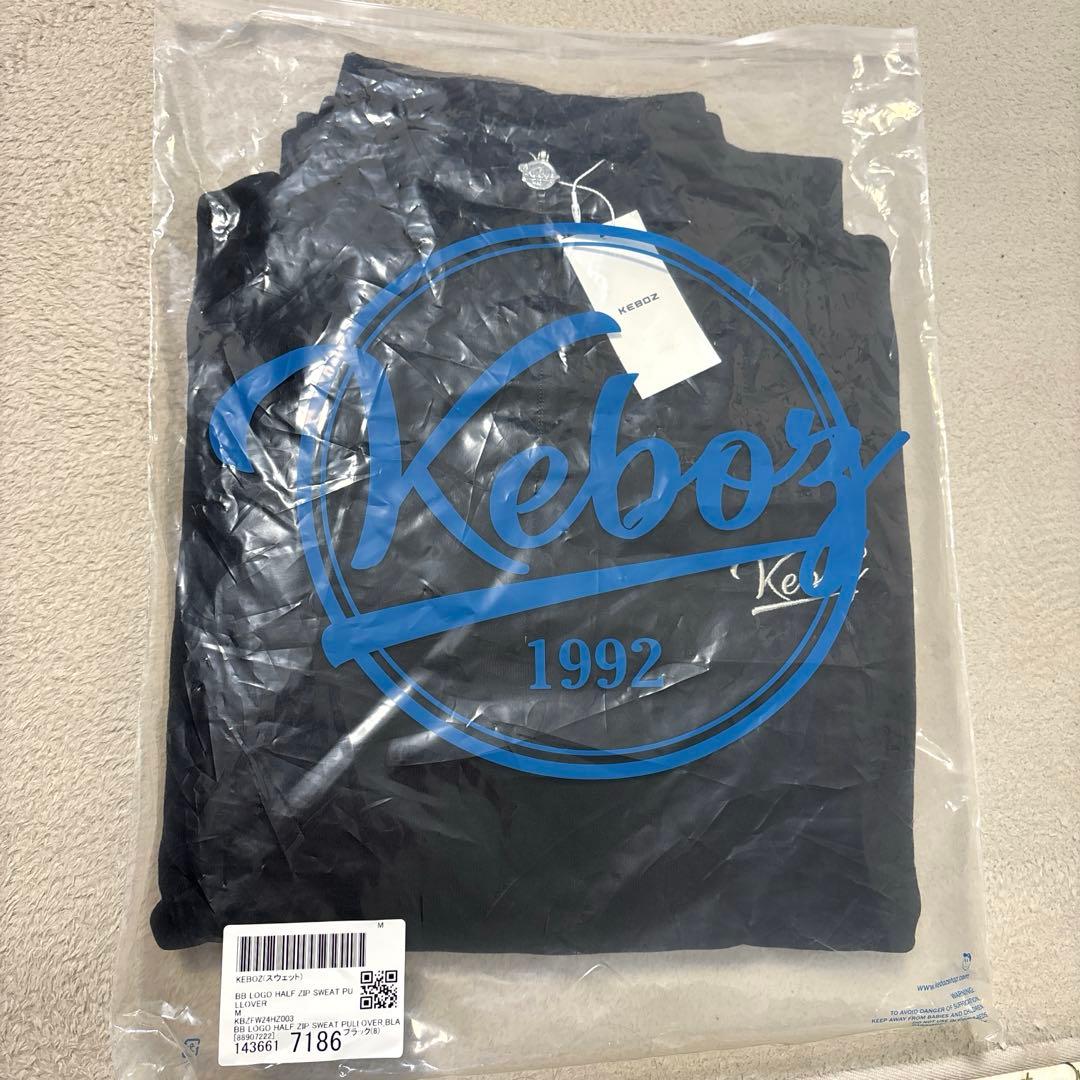 KEBOZ
Keboz
Keboz
1992
M
KEBOZ(スウェット)
BB LOGO HALF ZIP SWEAT PU
LLOVER
M
KBZFW24HZ003
BB LOGO HALF ZIP SWEAT PULLOVER,BLA
[88907222] ブラック(8)
143661 7186
WARNING
TO AVOID DANGER OF SUFFOCATION,
KEEP AWAY FROM BABIES AND CHILDREN.